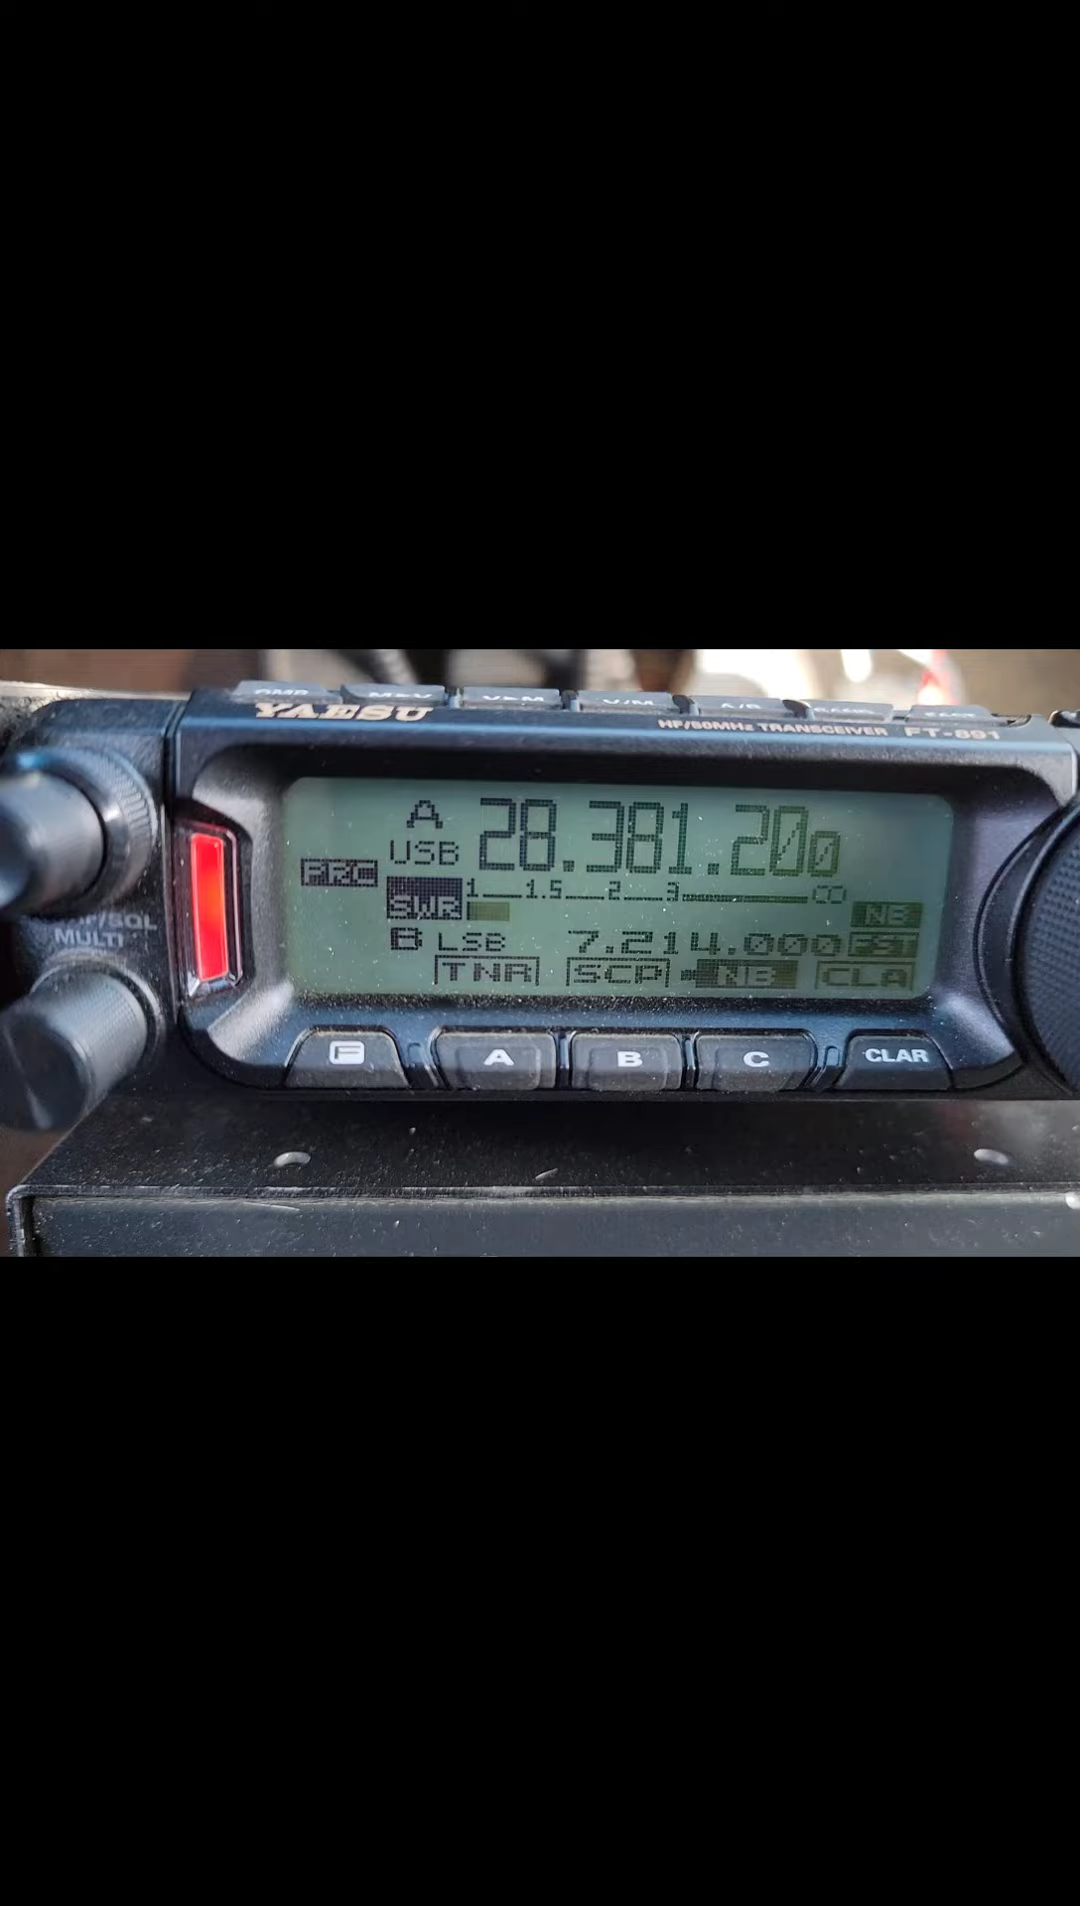 M▶V V▶M V/M A/B
YAESU
HF/50MHz TRANSCEIVER FT-891
A 28.381.200
USB
PRC
SWR 1 1.5 2 3 ∞
NB
B LSB 7.214.000 FST
TNR SCP NB CLA
/SQL
MULTI
F A B C CLAR